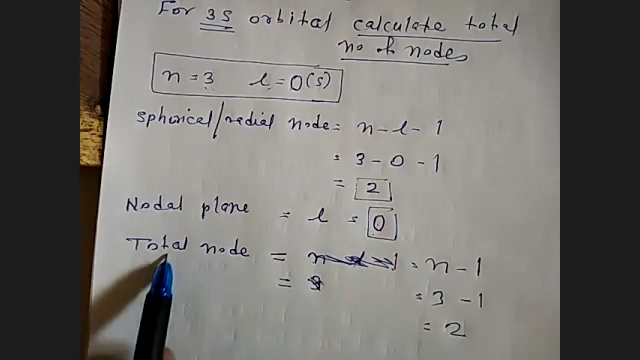 For 3S orbital calculate total
no of nodes
n = 3 l = 0(s)
Spherical/radial node = n - l - 1
= 3 - 0 - 1
= 2
Nodal plane = l = 0
Total node = = n - 1
= = 3 - 1
= 2